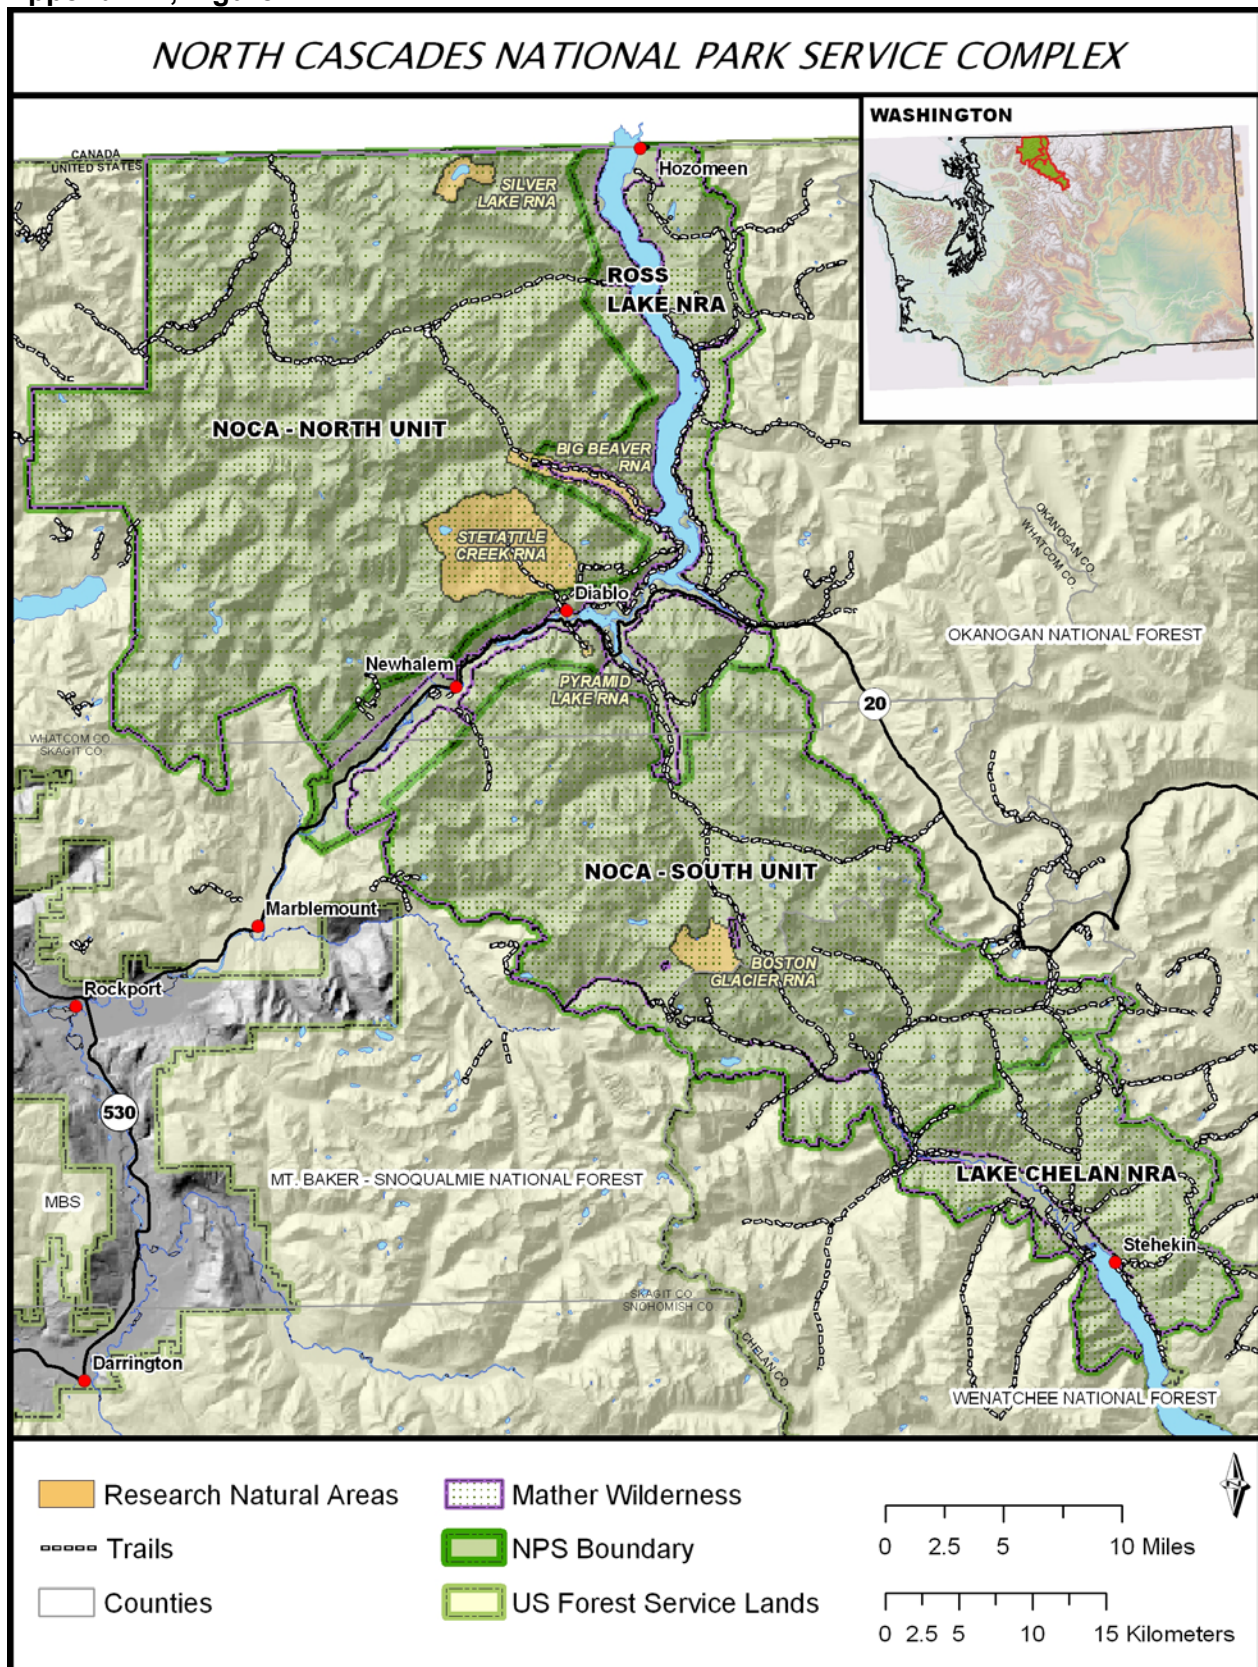 NORTH CASCADES NATIONAL PARK SERVICE COMPLEX
WASHINGTON
CANADA
UNITED STATES
Hozomeen
SILVER
LAKE RNA
ROSS
LAKE NRA
NOCA - NORTH UNIT
BIG BEAVER
RNA
STETATTLE
CREEK RNA
OKANOGAN CO.
WHATCOM CO.
Diablo
OKANOGAN NATIONAL FOREST
Newhalem
PYRAMID
LAKE RNA
20
WHATCOM CO.
SKAGIT CO.
NOCA - SOUTH UNIT
Marblemount
BOSTON
GLACIER RNA
Rockport
530
MT. BAKER - SNOQUALMIE NATIONAL FOREST
LAKE CHELAN NRA
MBS
Stehekin
SKAGIT CO.
SNOHOMISH CO.
CHELAN CO.
Darrington
WENATCHEE NATIONAL FOREST
Research Natural Areas
Trails
Counties
Mather Wilderness
NPS Boundary
US Forest Service Lands
N
0 2.5 5 10 Miles
0 2.5 5 10 15 Kilometers